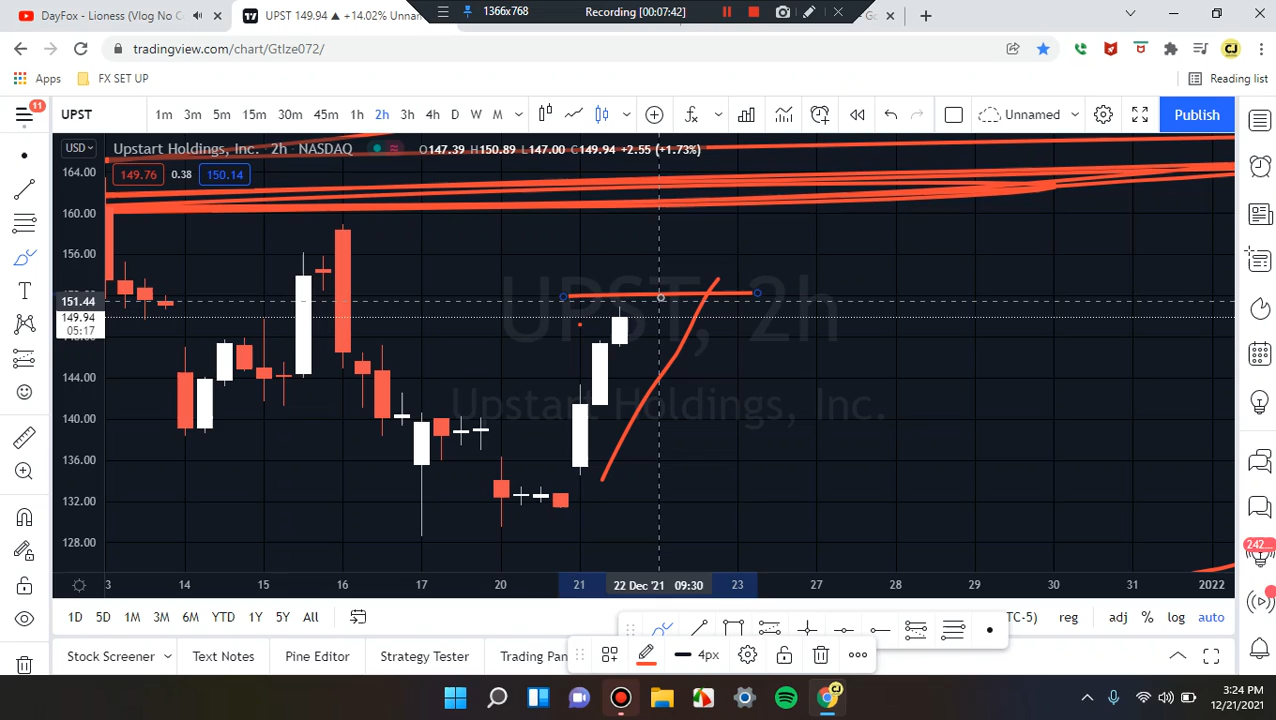 DayFox - Lioness (Vlog No C
UPST 149.94 ▲ +14.02% Unnam
1366x768
Recording [00:07:42]
tradingview.com/chart/GtIze072/
Apps
FX SET UP
Reading list
11
UPST
1m 3m 5m 15m 30m 45m 1h 2h 3h 4h D W M
Unnamed
Publish
USD
Upstart Holdings, Inc. 2h NASDAQ
O147.39 H150.89 L147.00 C149.94 +2.55 (+1.73%)
149.76 0.38 150.14
164.00
160.00
156.00
151.44
149.94
05:17
144.00
140.00
136.00
132.00
128.00
UPST, 2h
Upstart Holdings, Inc.
3 14 15 16 17 20 21 22 Dec '21 09:30 23 27 28 29 30 31 2022
1D 5D 1M 3M 6M YTD 1Y 5Y All
TC-5) reg adj % log auto
Stock Screener Text Notes Pine Editor Strategy Tester Trading Pan
4px
242
3:24 PM
12/21/2021